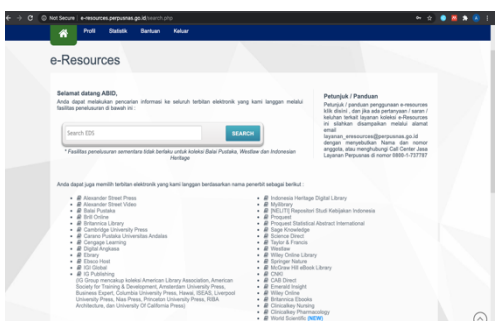 Not Secure | e-resources.perpusnas.go.id/search.php
Profil Statistik Bantuan Keluar
e-Resources
Selamat datang ABID,
Anda dapat melakukan pencarian informasi ke seluruh terbitan elektronik yang kami langgan melalui
fasilitas penelusuran di bawah ini :
Search EDS
SEARCH
* Fasilitas penelusuran sementara tidak berlaku untuk koleksi Balai Pustaka, Westlaw dan Indonesian
Heritage
Petunjuk / Panduan
Petunjuk / panduan penggunaan e-resources
klik disini , dan jika ada pertanyaan / saran /
keluhan terkait layanan koleksi e-Resources
ini silahkan disampaikan melalui alamat
email
layanan_eresources@perpusnas.go.id
dengan menyebutkan Nama dan nomor
anggota, atau menghubungi Call Center Jasa
Layanan Perpusnas di nomor 0800-1-737787
Anda dapat juga memilih terbitan elektronik yang kami langgan berdasarkan nama penerbit sebagai berikut :
Alexander Street Press
Alexander Street Video
Balai Pustaka
Brill Online
Britannica Library
Cambridge University Press
Carano Pustaka Universitas Andalas
Cengage Learning
Digital Angkasa
Ebrary
Ebsco Host
IGI Global
IG Publishing
(IG Group mencakup koleksi American Library Association, American
Society for Training & Development, Amsterdam University Press,
Business Expert, Columbia University Press, Hawai, ISEAS, Liverpool
University Press, Nias Press, Princeton University Press, RIBA
Architecture, dan University Of California Press)
Indonesia Heritage Digital Library
Mylibrary
[NELITI] Repositori Studi Kebijakan Indonesia
Proquest
Proquest Statistical Abstract International
Sage Knowledge
Science Direct
Taylor & Francis
Westlaw
Wiley Online Library
Springer Nature
McGraw Hill eBook Library
CNKI
CAB Direct
Emerald Insight
Wiley Online
Britannica Ebooks
Clinicalkey Nursing
Clinicalkey Pharmacology
World Scientific (NEW)